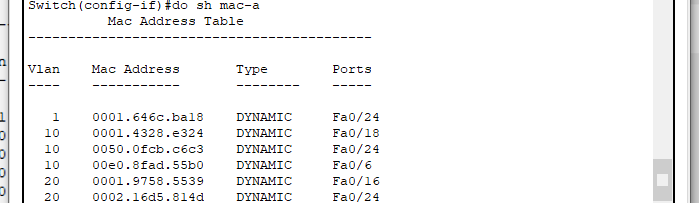 Switch(config-if)#do sh mac-a
Mac Address Table
-------------------------------------------
Vlan    Mac Address       Type        Ports
----    -----------       --------    -----
1    0001.646c.ba18    DYNAMIC     Fa0/24
10    0001.4328.e324    DYNAMIC     Fa0/18
10    0050.0fcb.c6c3    DYNAMIC     Fa0/24
10    00e0.8fad.55b0    DYNAMIC     Fa0/6
20    0001.9758.5539    DYNAMIC     Fa0/16
20    0002.16d5.814d    DYNAMIC     Fa0/24